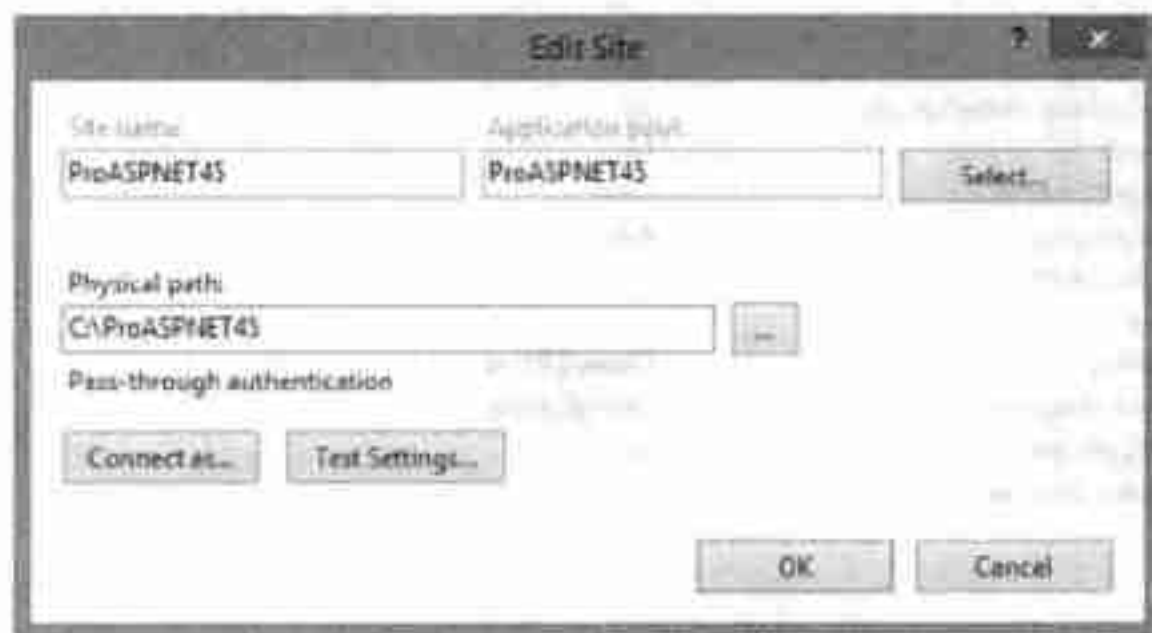 Edit Site
? ×
Site name: Application pool:
ProASPNET45 ProASPNET45 Select...
Physical path:
C:\ProASPNET45 ...
Pass-through authentication
Connect as... Test Settings...
OK Cancel